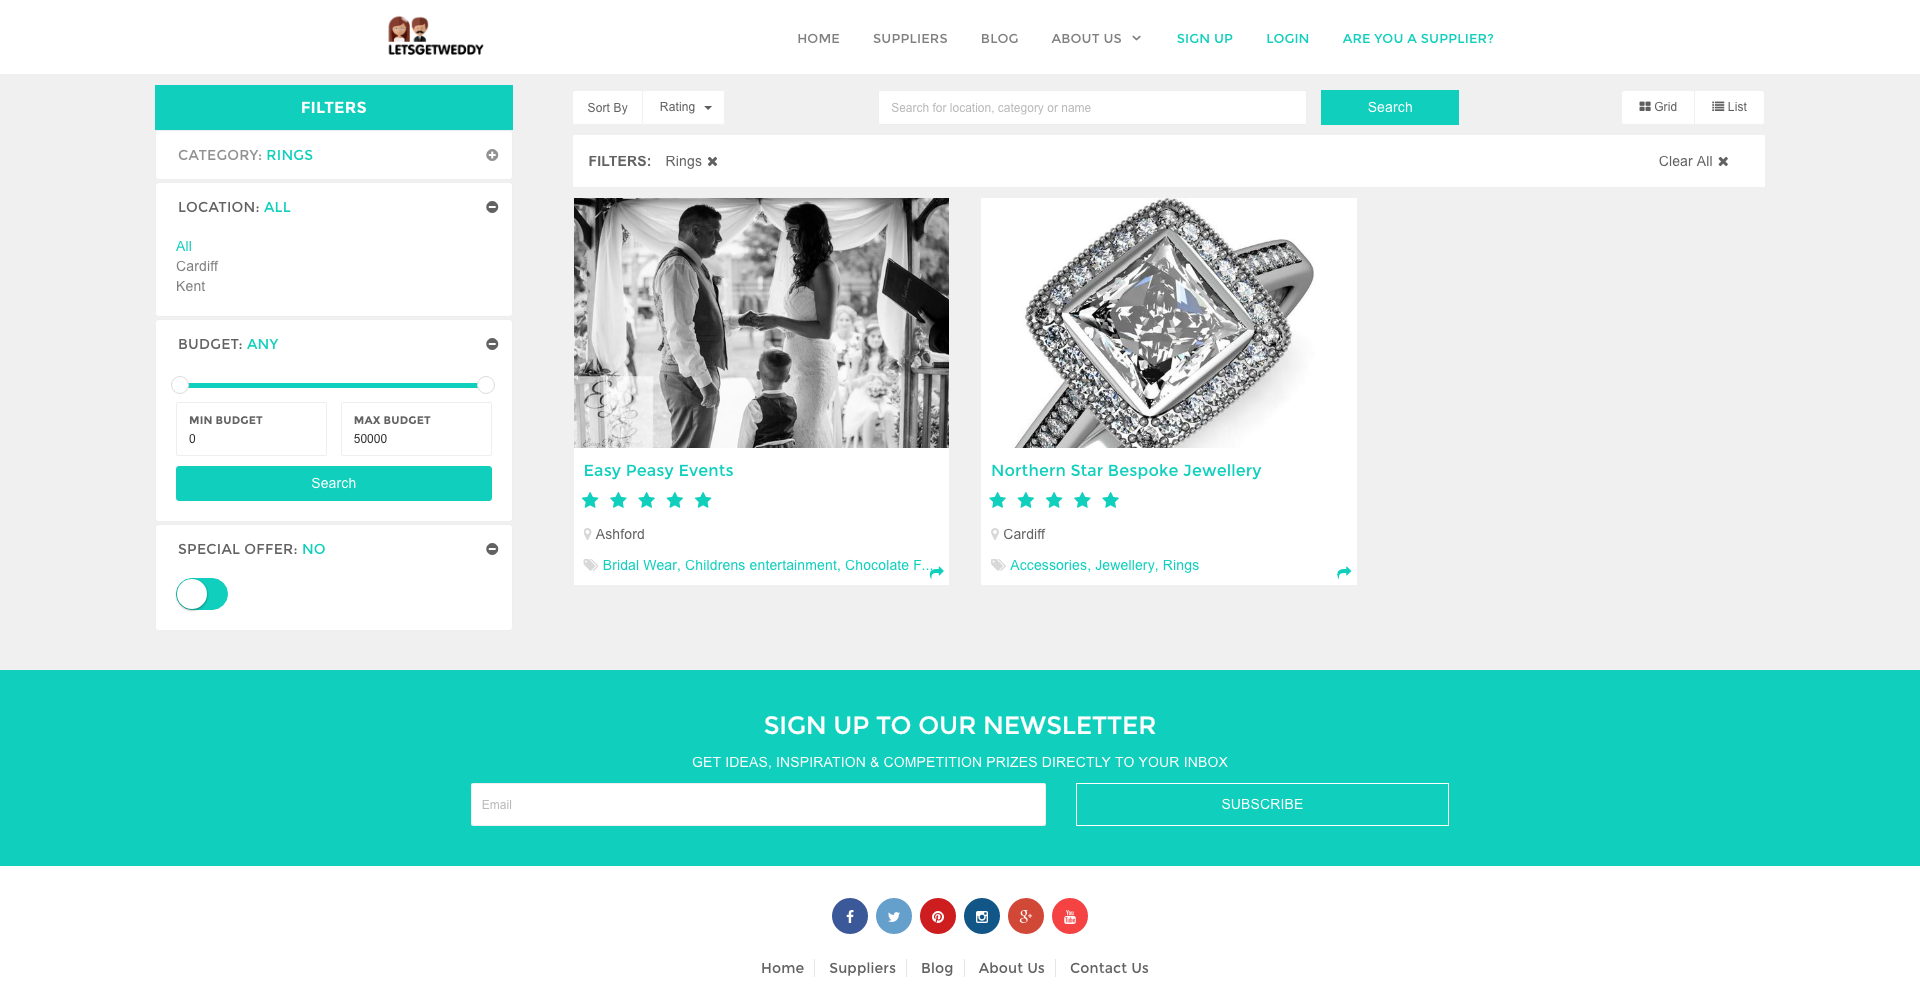 LETSGETWEDDY
HOME SUPPLIERS BLOG ABOUT US SIGN UP LOGIN ARE YOU A SUPPLIER?
FILTERS
CATEGORY: RINGS
LOCATION: ALL
All
Cardiff
Kent
BUDGET: ANY
MIN BUDGET
0
MAX BUDGET
50000
Search
SPECIAL OFFER: NO
Sort By Rating
Search for location, category or name
Search
Grid List
FILTERS: Rings
Clear All
Easy Peasy Events
Ashford
Bridal Wear, Childrens entertainment, Chocolate F...
Northern Star Bespoke Jewellery
Cardiff
Accessories, Jewellery, Rings
SIGN UP TO OUR NEWSLETTER
GET IDEAS, INSPIRATION & COMPETITION PRIZES DIRECTLY TO YOUR INBOX
Email
SUBSCRIBE
Home Suppliers Blog About Us Contact Us